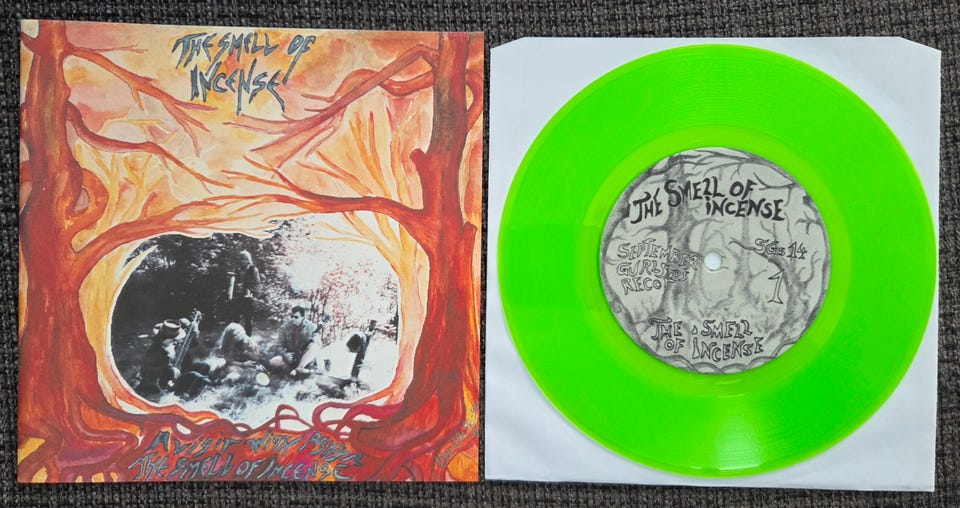 THE SMELL OF
INCENSE
A VISIT WITH
THE SMELL OF INCENSE
THE SMELL OF
INCENSE
SEPTEMBER
GURLS
RECO
SGs 14
1
THE SMELL
OF INCENSE